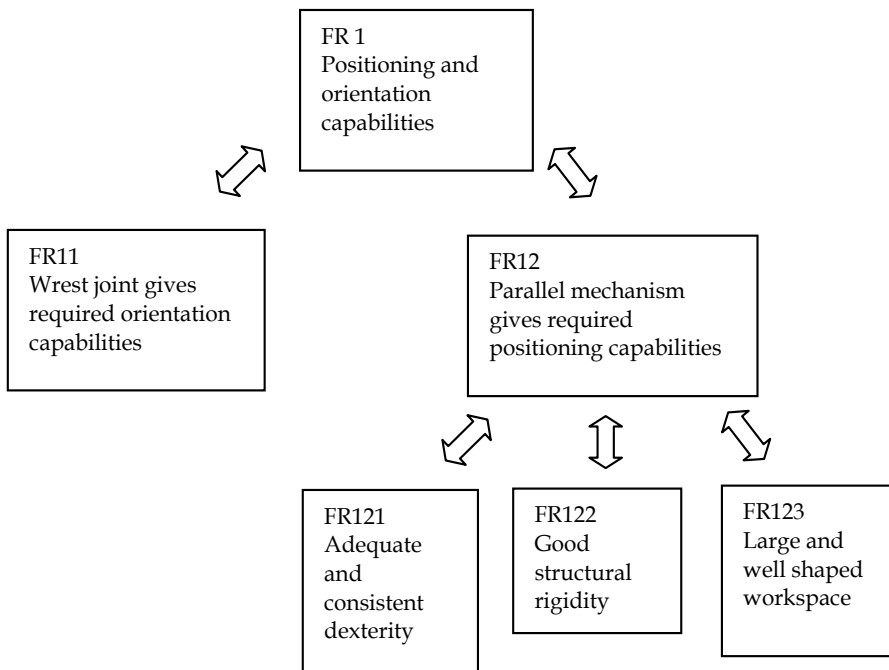 FR 1
Positioning and
orientation
capabilities
FR11
Wrest joint gives
required orientation
capabilities
FR12
Parallel mechanism
gives required
positioning capabilities
FR121
Adequate
and
consistent
dexterity
FR122
Good
structural
rigidity
FR123
Large and
well shaped
workspace